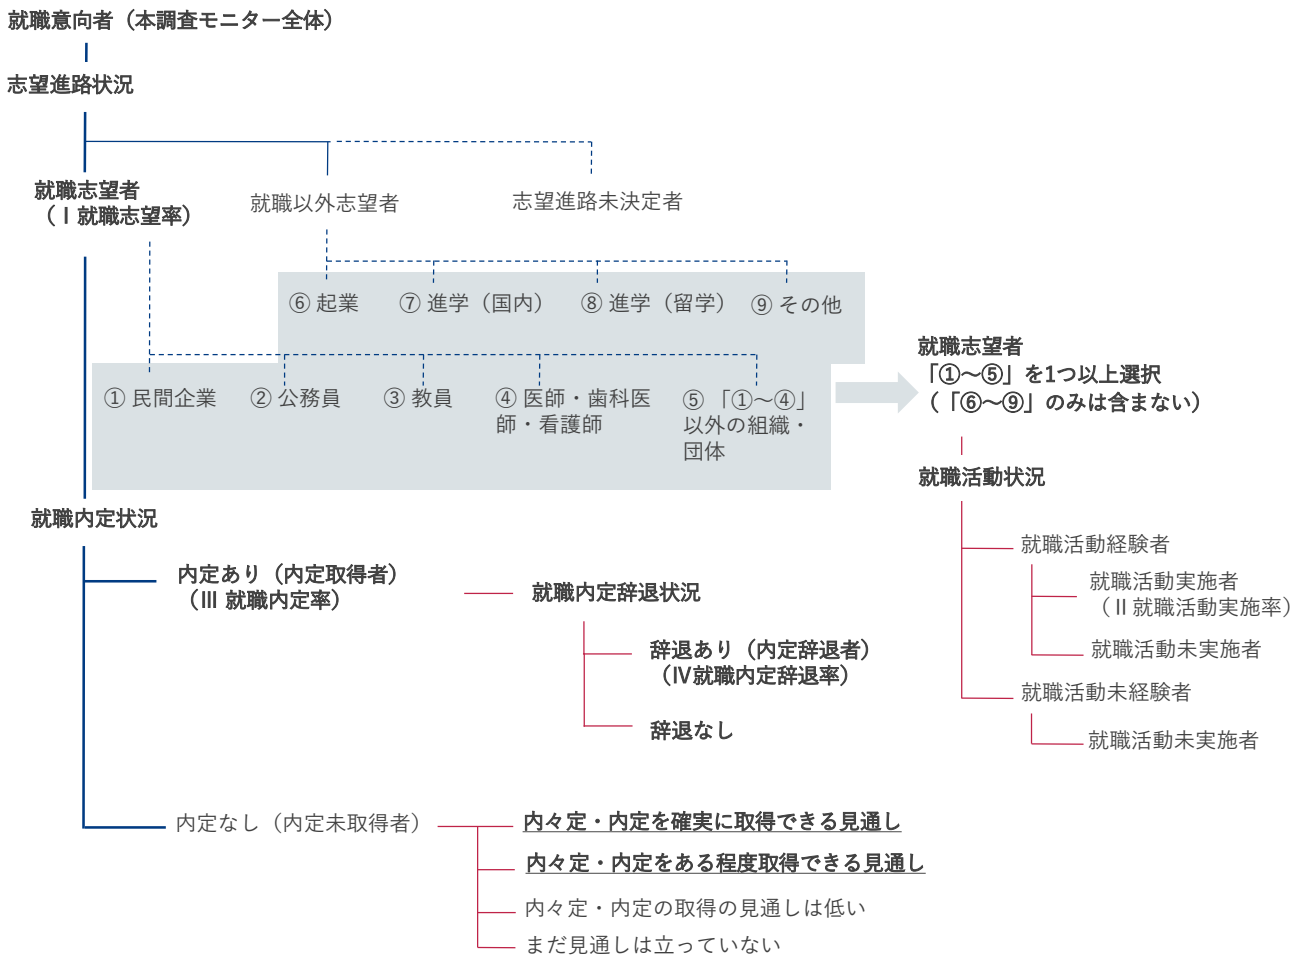 就職意向者（本調査モニター全体）
志望進路状況
就職志望者
（Ⅰ就職志望率）
就職以外志望者
志望進路未決定者
⑥ 起業
⑦ 進学（国内）
⑧ 進学（留学）
⑨ その他
① 民間企業
② 公務員
③ 教員
④ 医師・歯科医
師・看護師
⑤ 「①～④」
以外の組織・
団体
就職志望者
「①～⑤」を1つ以上選択
（「⑥～⑨」のみは含まない）
就職活動状況
就職活動経験者
就職活動実施者
（Ⅱ就職活動実施率）
就職活動未実施者
就職活動未経験者
就職活動未実施者
就職内定状況
内定あり（内定取得者）
（Ⅲ 就職内定率）
就職内定辞退状況
辞退あり（内定辞退者）
（Ⅳ就職内定辞退率）
辞退なし
内定なし（内定未取得者）
内々定・内定を確実に取得できる見通し
内々定・内定をある程度取得できる見通し
内々定・内定の取得の見通しは低い
まだ見通しは立っていない